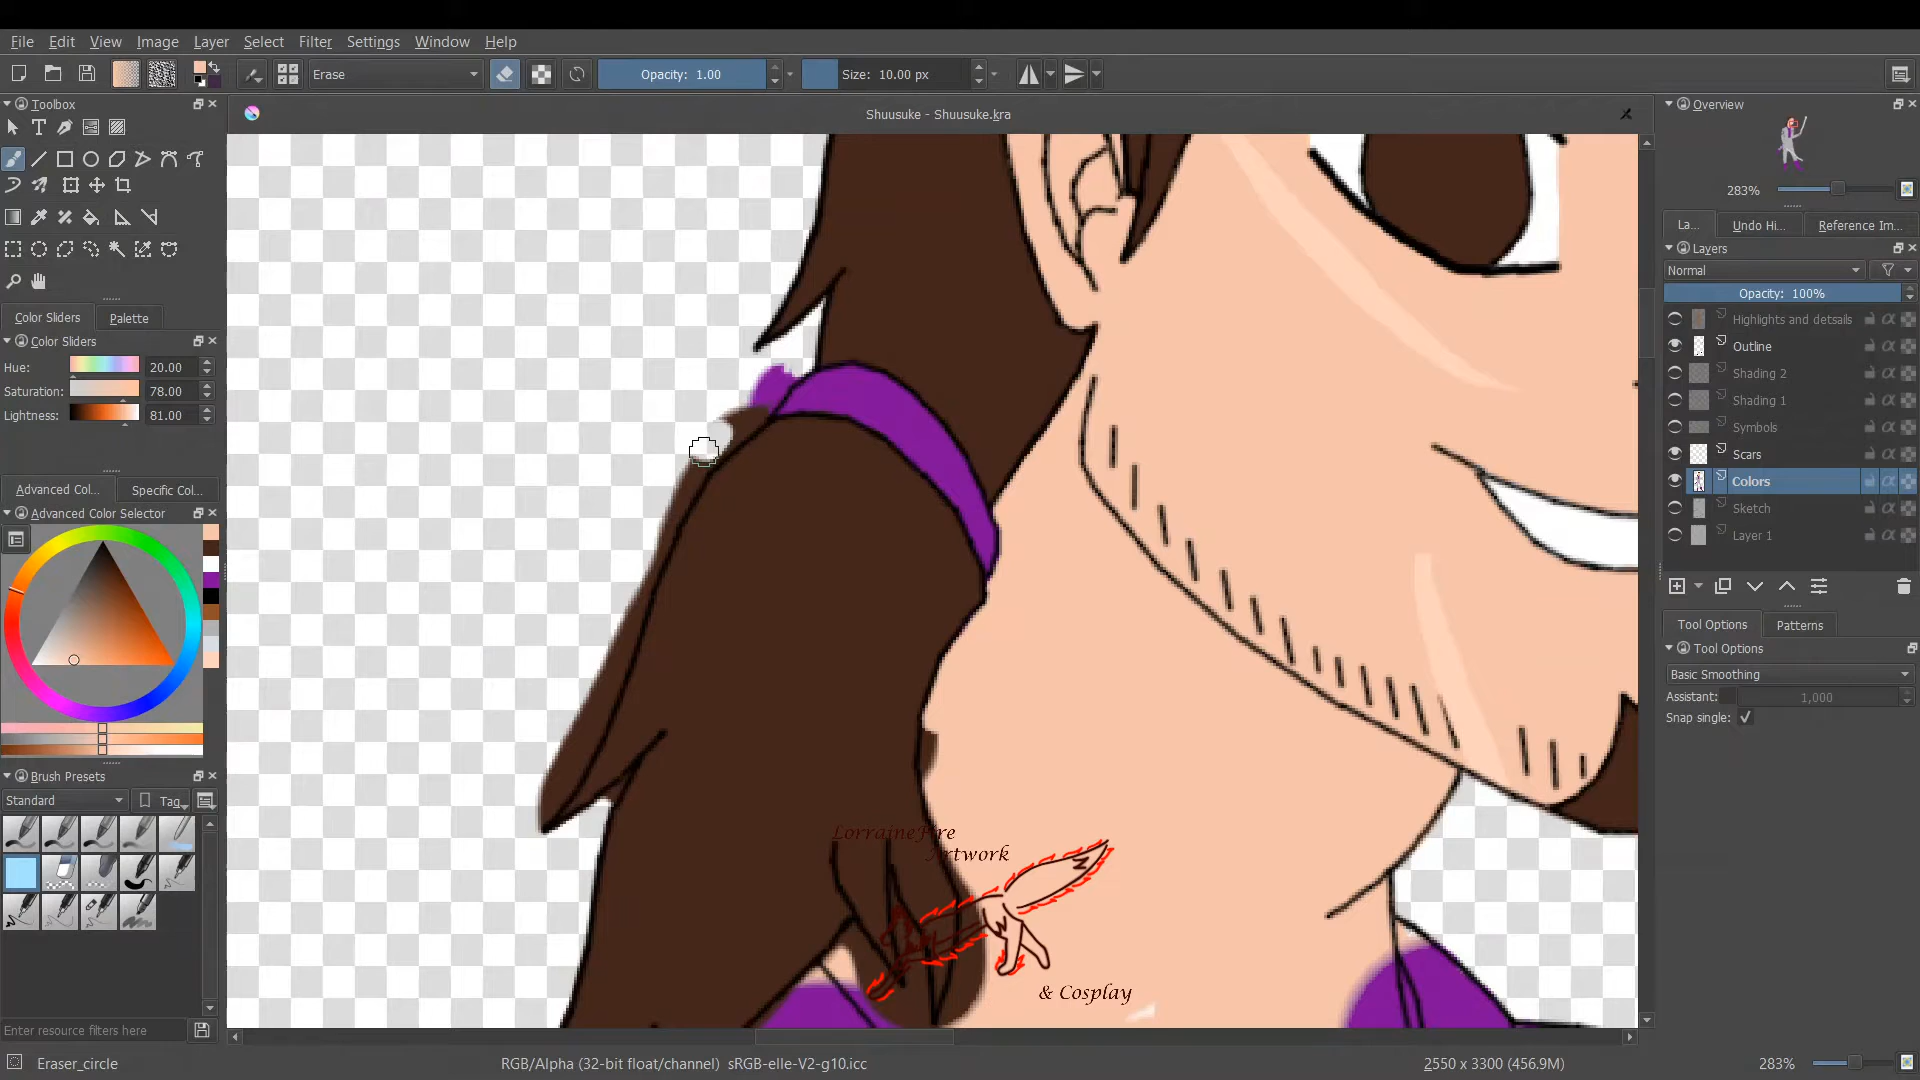 File Edit View Image Layer Select Filter Settings Window Help
Erase Opacity: 1.00 Size: 10.00 px
Toolbox
Shuusuke - Shuusuke.kra
Overview
283%
La... Undo Hi... Reference Im...
Layers
Normal
Opacity: 100%
Highlights and detsails
Outline
Shading 2
Shading 1
Symbols
Scars
Colors
Sketch
Layer 1
Tool Options Patterns
Tool Options
Basic Smoothing
Assistant: 1,000
Snap single:
Color Sliders Palette
Color Sliders
Hue: 20.00
Saturation: 78.00
Lightness: 81.00
Advanced Col... Specific Col...
Advanced Color Selector
Brush Presets
Standard Tag
Enter resource filters here
LorraineFire
Artwork
& Cosplay
Eraser_circle RGB/Alpha (32-bit float/channel) sRGB-elle-V2-g10.icc 2550 x 3300 (456.9M) 283%